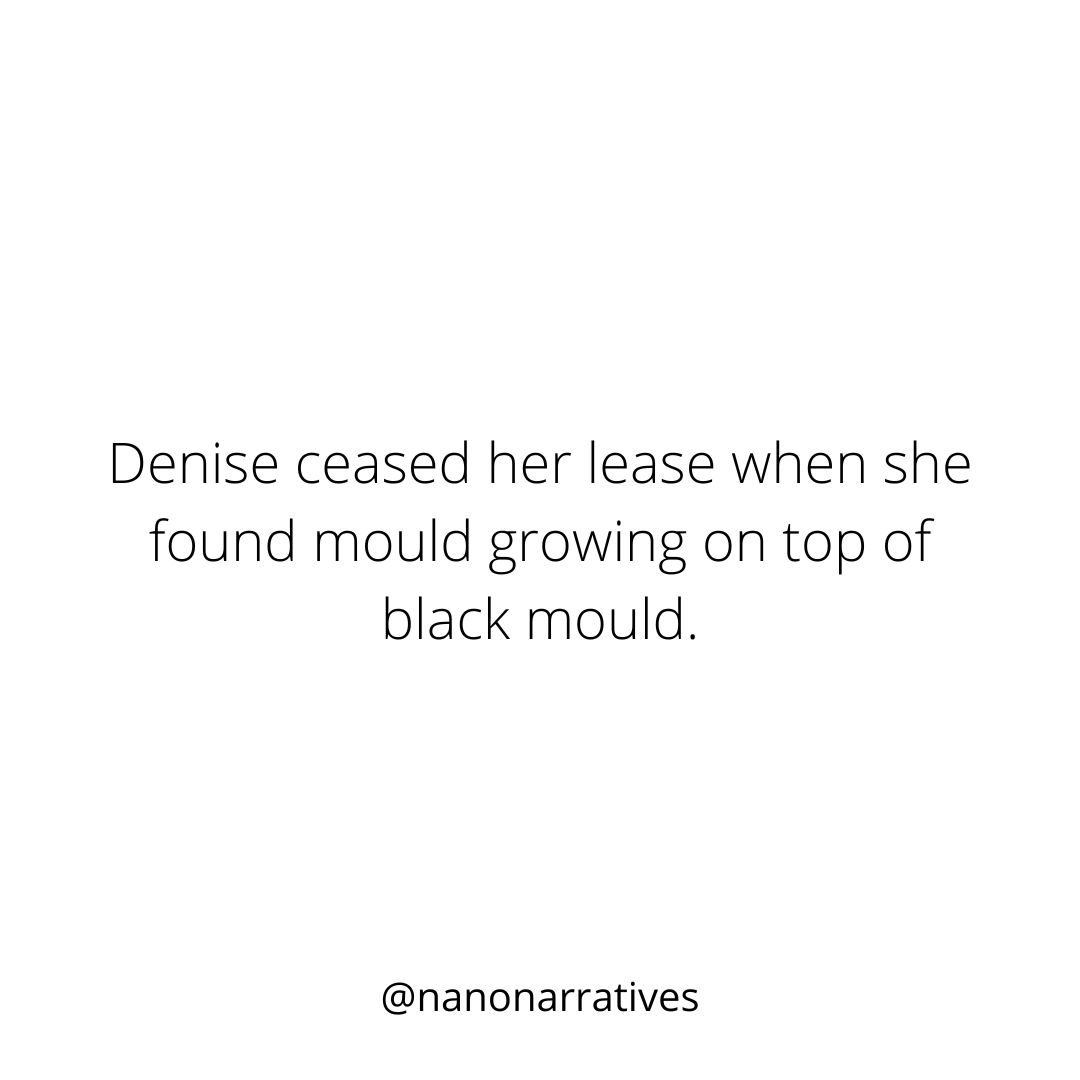 Denise ceased her lease when she
found mould growing on top of
black mould.
@nanonarratives